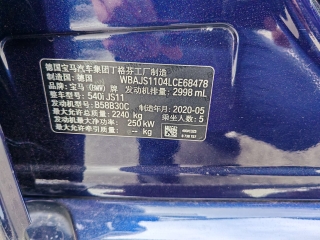 德国宝马汽车集团丁格芬工厂制造
制造国：德国 WBAJS1104LCE68478
品牌：宝马（BMW）牌 发动机排量：2998 mL
整车型号：540i JS11
发动机型号：B58B30C 制造年月：2020-05
最大允许总质量：2240 kg 乘坐人数：5
发动机最大净功率：250 kW
最大允许牵引质量：-- kg